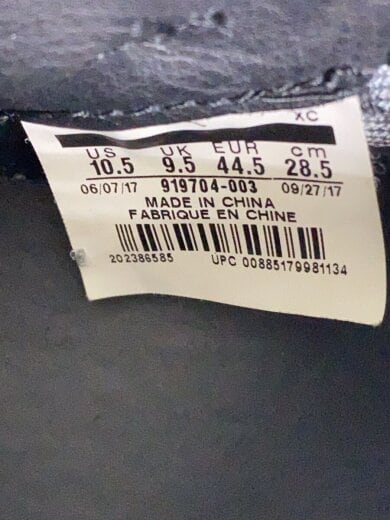 XC
US UK EUR cm
10.5 9.5 44.5 28.5
06/07/17 919704-003 09/27/17
MADE IN CHINA
FABRIQUE EN CHINE
202386585 UPC 00885179981134